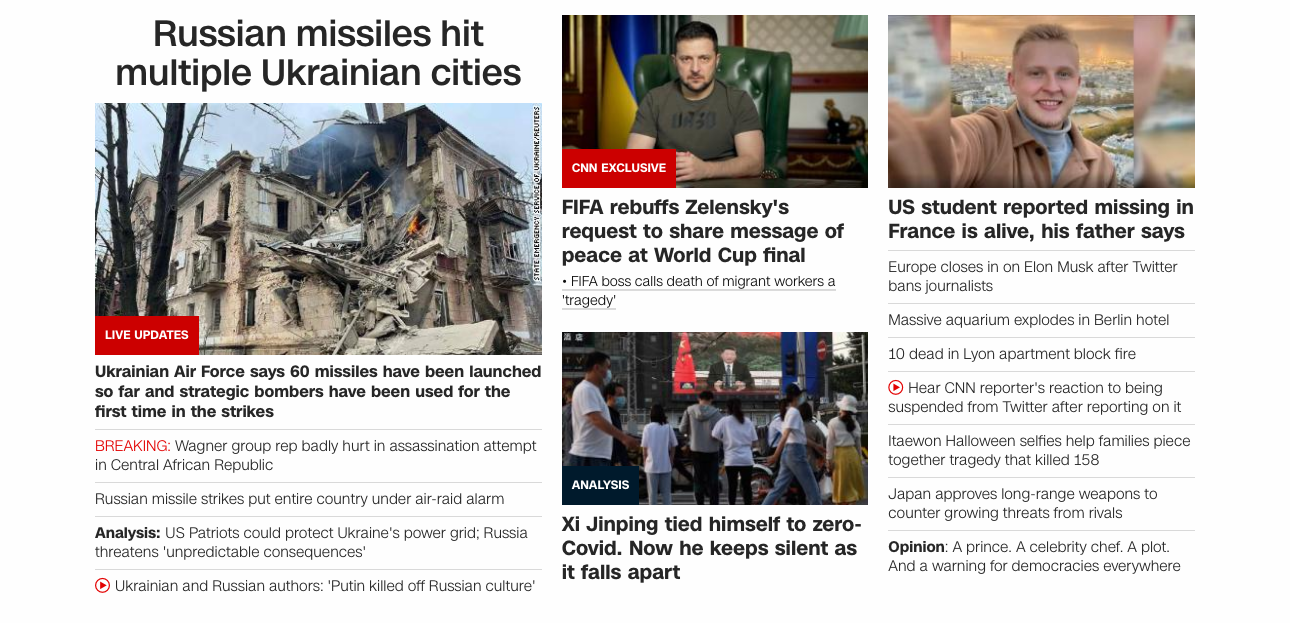 Russian missiles hit
multiple Ukrainian cities
STATE EMERGENCY SERVICE OF UKRAINE/REUTERS
LIVE UPDATES
Ukrainian Air Force says 60 missiles have been launched
so far and strategic bombers have been used for the
first time in the strikes
BREAKING: Wagner group rep badly hurt in assassination attempt
in Central African Republic
Russian missile strikes put entire country under air-raid alarm
Analysis: US Patriots could protect Ukraine's power grid; Russia
threatens 'unpredictable consequences'
Ukrainian and Russian authors: 'Putin killed off Russian culture'
CNN EXCLUSIVE
FIFA rebuffs Zelensky's
request to share message of
peace at World Cup final
• FIFA boss calls death of migrant workers a
'tragedy'
酒店
ANALYSIS
Xi Jinping tied himself to zero-
Covid. Now he keeps silent as
it falls apart
US student reported missing in
France is alive, his father says
Europe closes in on Elon Musk after Twitter
bans journalists
Massive aquarium explodes in Berlin hotel
10 dead in Lyon apartment block fire
Hear CNN reporter's reaction to being
suspended from Twitter after reporting on it
Itaewon Halloween selfies help families piece
together tragedy that killed 158
Japan approves long-range weapons to
counter growing threats from rivals
Opinion: A prince. A celebrity chef. A plot.
And a warning for democracies everywhere